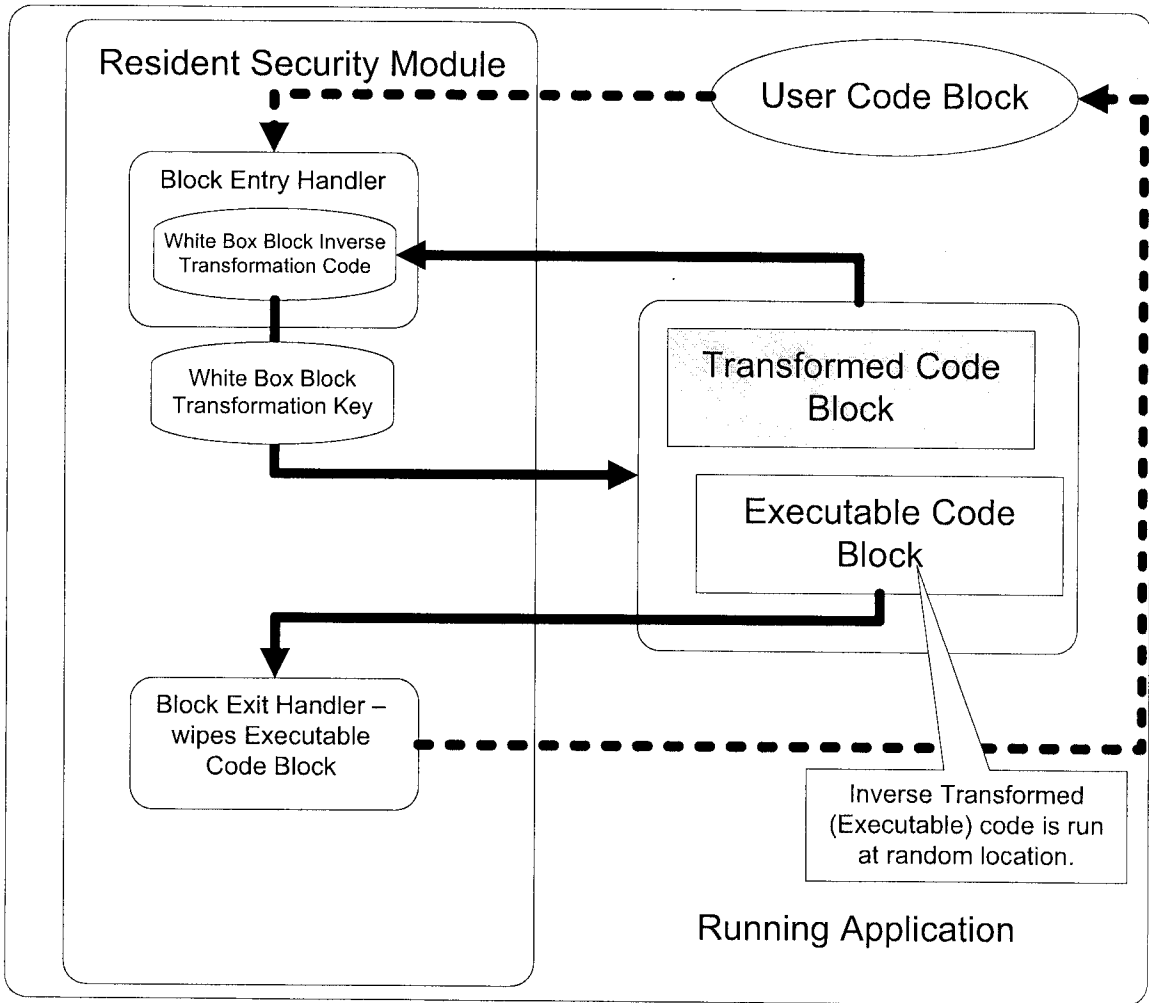 Resident Security Module
User Code Block
Block Entry Handler
White Box Block Inverse
Transformation Code
White Box Block
Transformation Key
Transformed Code
Block
Executable Code
Block
Block Exit Handler –
wipes Executable
Code Block
Inverse Transformed
(Executable) code is run
at random location.
Running Application